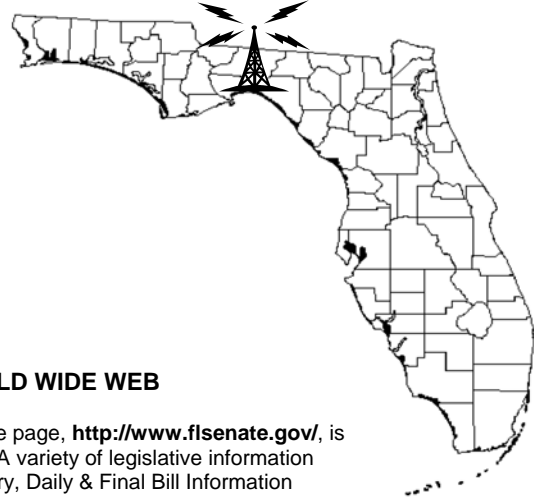 LD WIDE WEB
e page, http://www.flsenate.gov/, is
A variety of legislative information
ry, Daily & Final Bill Information